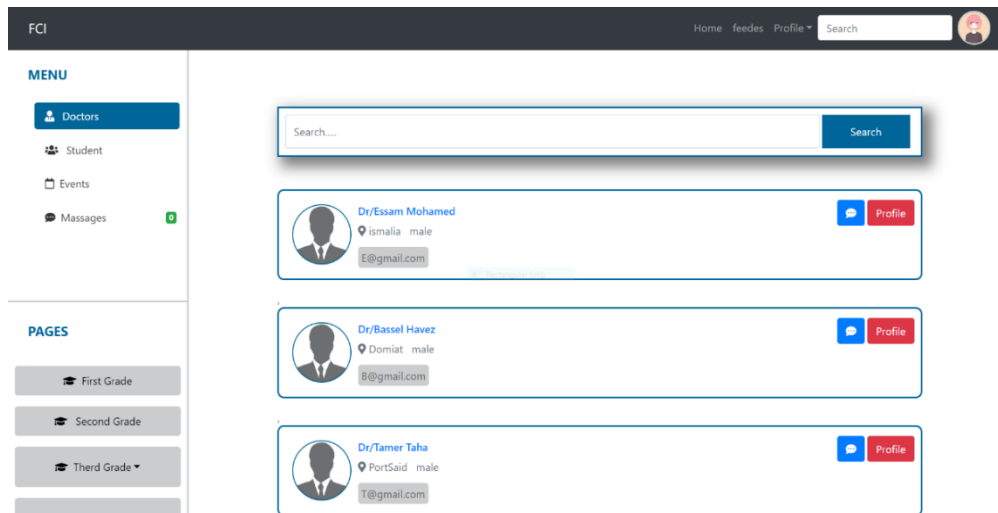 FCI
Home feedes Profile Search
MENU
Doctors
Student
Events
Massages 0
PAGES
First Grade
Second Grade
Therd Grade
Search.... Search
Dr/Essam Mohamed
ismalia male
E@gmail.com
Profile
Dr/Bassel Havez
Domiat male
B@gmail.com
Profile
Dr/Tamer Taha
PortSaid male
T@gmail.com
Profile